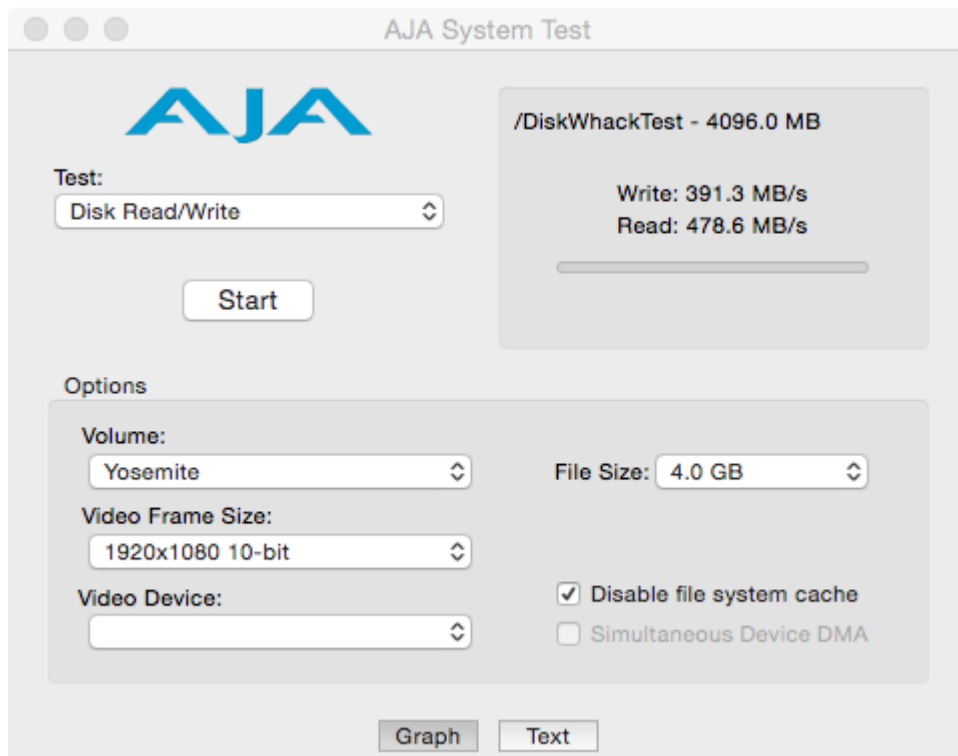 AJA System Test
AJA
Test:
Disk Read/Write
Start
/DiskWhackTest - 4096.0 MB
Write: 391.3 MB/s
Read: 478.6 MB/s
Options
Volume:
Yosemite
File Size: 4.0 GB
Video Frame Size:
1920x1080 10-bit
Video Device:
Disable file system cache
Simultaneous Device DMA
Graph
Text